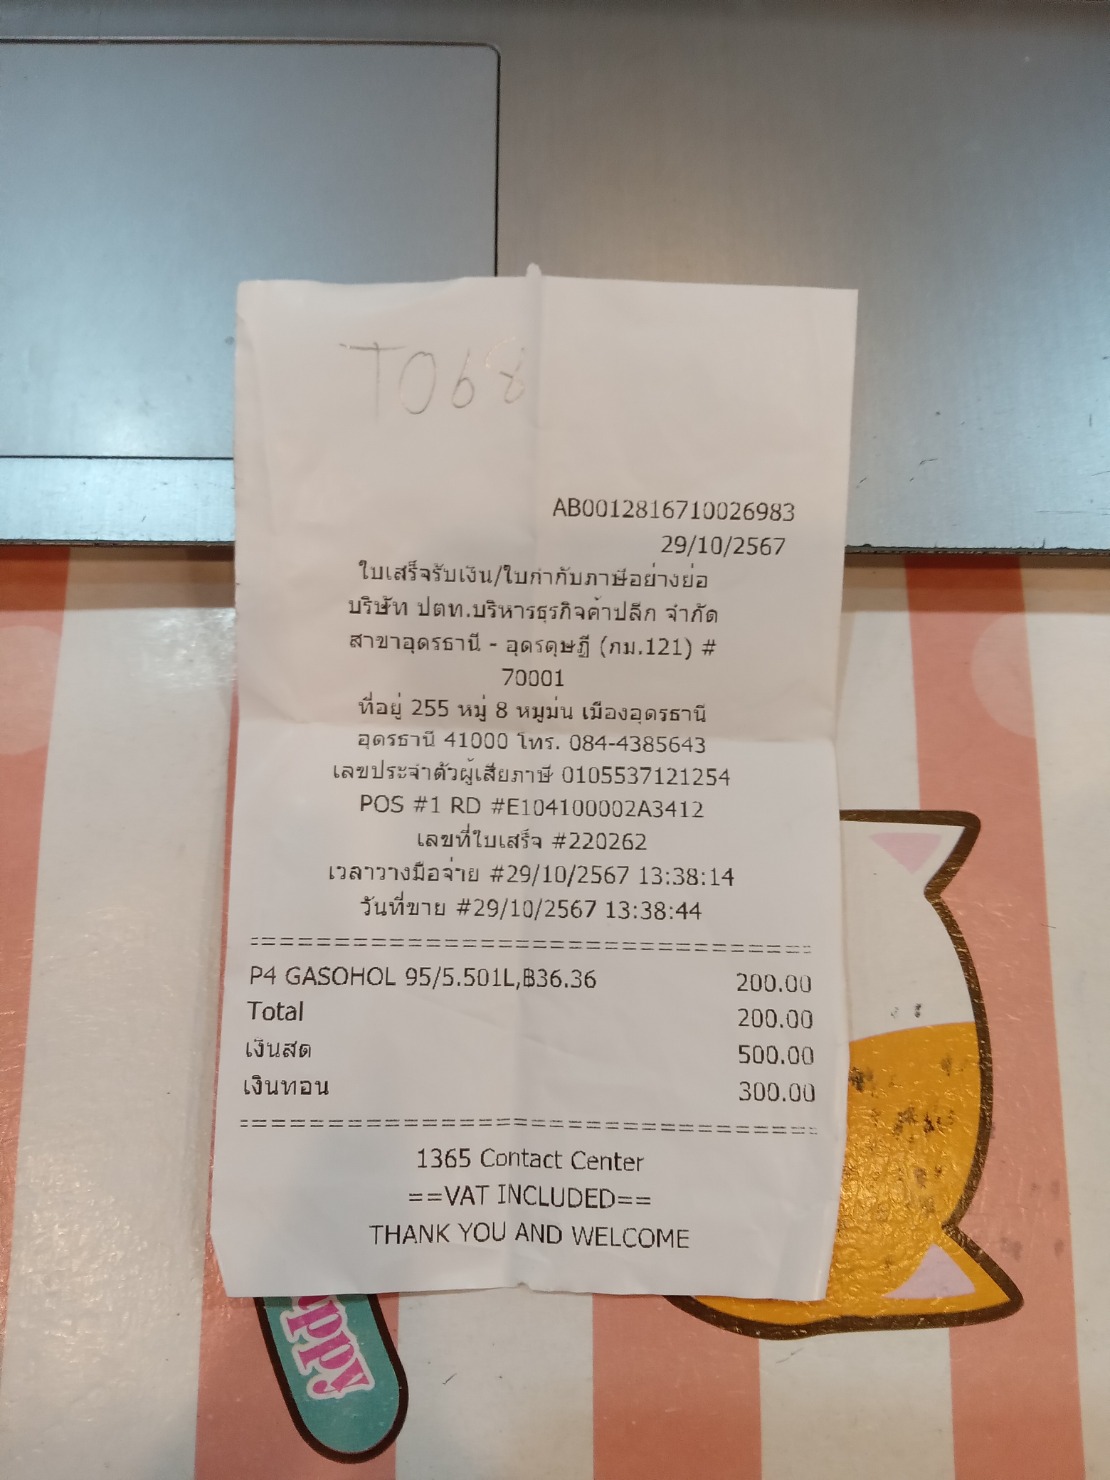 T068
AB0012816710026983
29/10/2567
ใบเสร็จรับเงิน/ใบกำกับภาษีอย่างย่อ
บริษัท ปตท.บริหารธุรกิจค้าปลีก จำกัด
สาขาอุดรธานี - อุดรดุษฎี (กม.121) #
70001
ที่อยู่ 255 หมู่ 8 หมูม่น เมืองอุดรธานี
อุดรธานี 41000 โทร. 084-4385643
เลขประจำตัวผู้เสียภาษี 0105537121254
POS #1 RD #E104100002A3412
เลขที่ใบเสร็จ #220262
เวลาวางมือจ่าย #29/10/2567 13:38:14
วันที่ขาย #29/10/2567 13:38:44
P4 GASOHOL 95/5.501L,฿36.36 200.00
Total 200.00
เงินสด 500.00
เงินทอน 300.00
1365 Contact Center
==VAT INCLUDED==
THANK YOU AND WELCOME